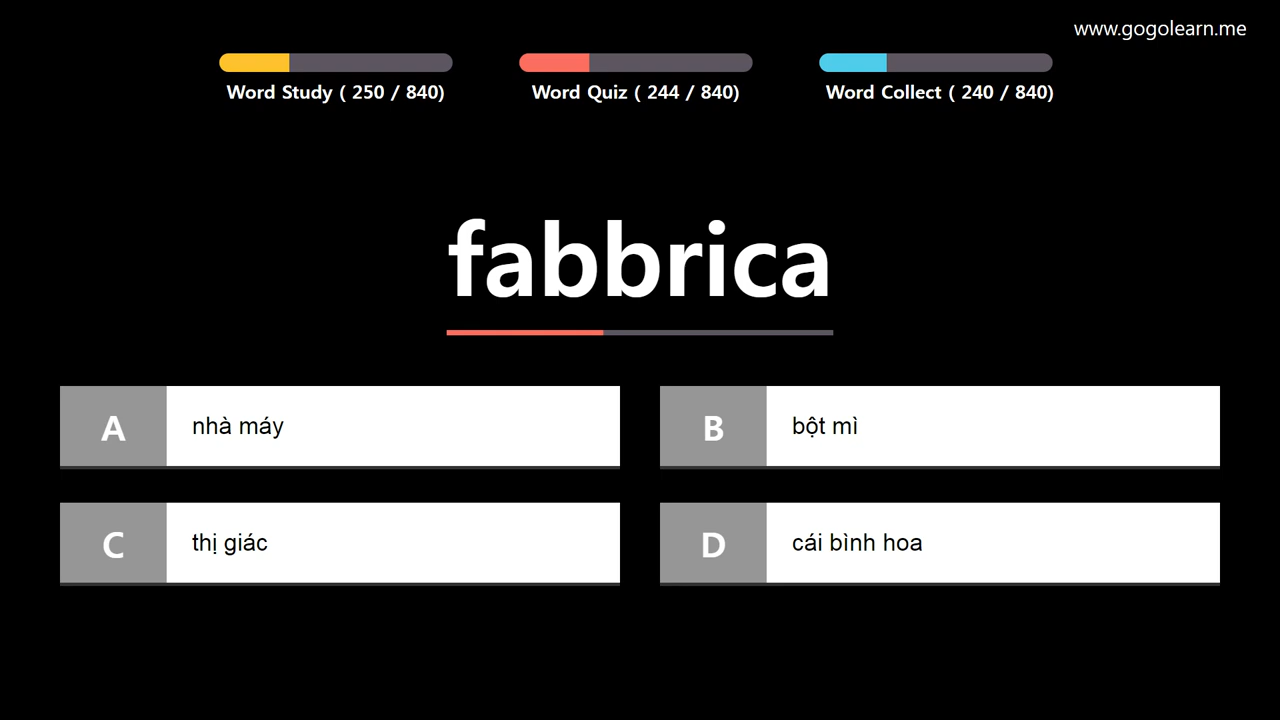 www.gogolearn.me
Word Study ( 250 / 840)
Word Quiz ( 244 / 840)
Word Collect ( 240 / 840)
fabbrica
A
nhà máy
B
bột mì
C
thị giác
D
cái bình hoa